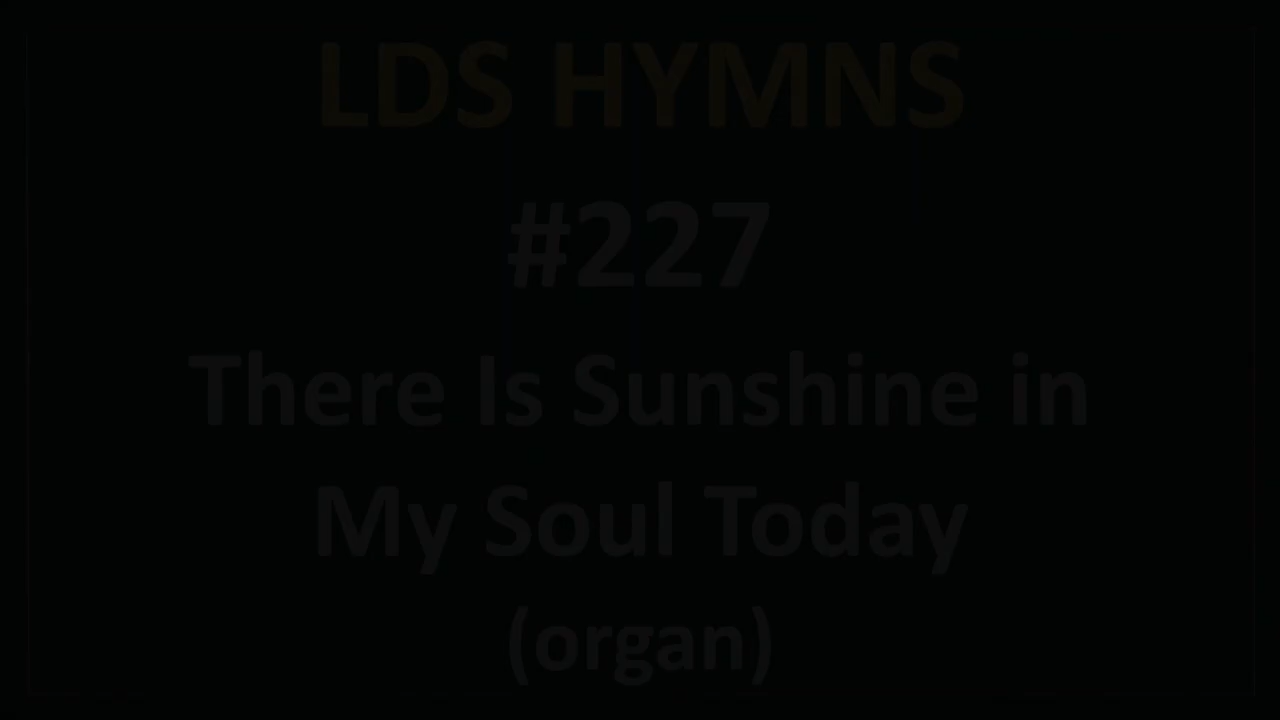 LDS HYMNS
#227
There Is Sunshine in
My Soul Today
(organ)